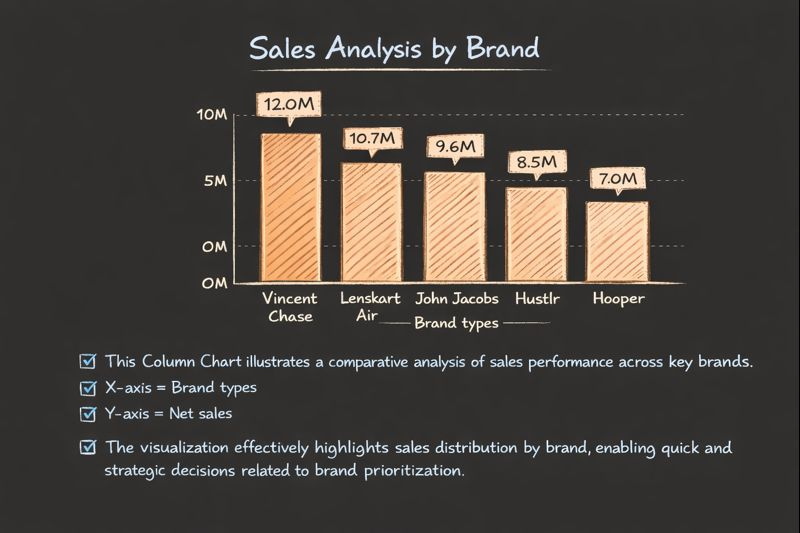 Sales Analysis by Brand
12.0M
10M
10.7M
9.6M
8.5M
7.0M
5M
0M
0M
Vincent Chase
Lenskart Air
John Jacobs
Hustlr
Hooper
Brand types
This Column Chart illustrates a comparative analysis of sales performance across key brands.
X-axis = Brand types
Y-axis = Net sales
The visualization effectively highlights sales distribution by brand, enabling quick and
strategic decisions related to brand prioritization.